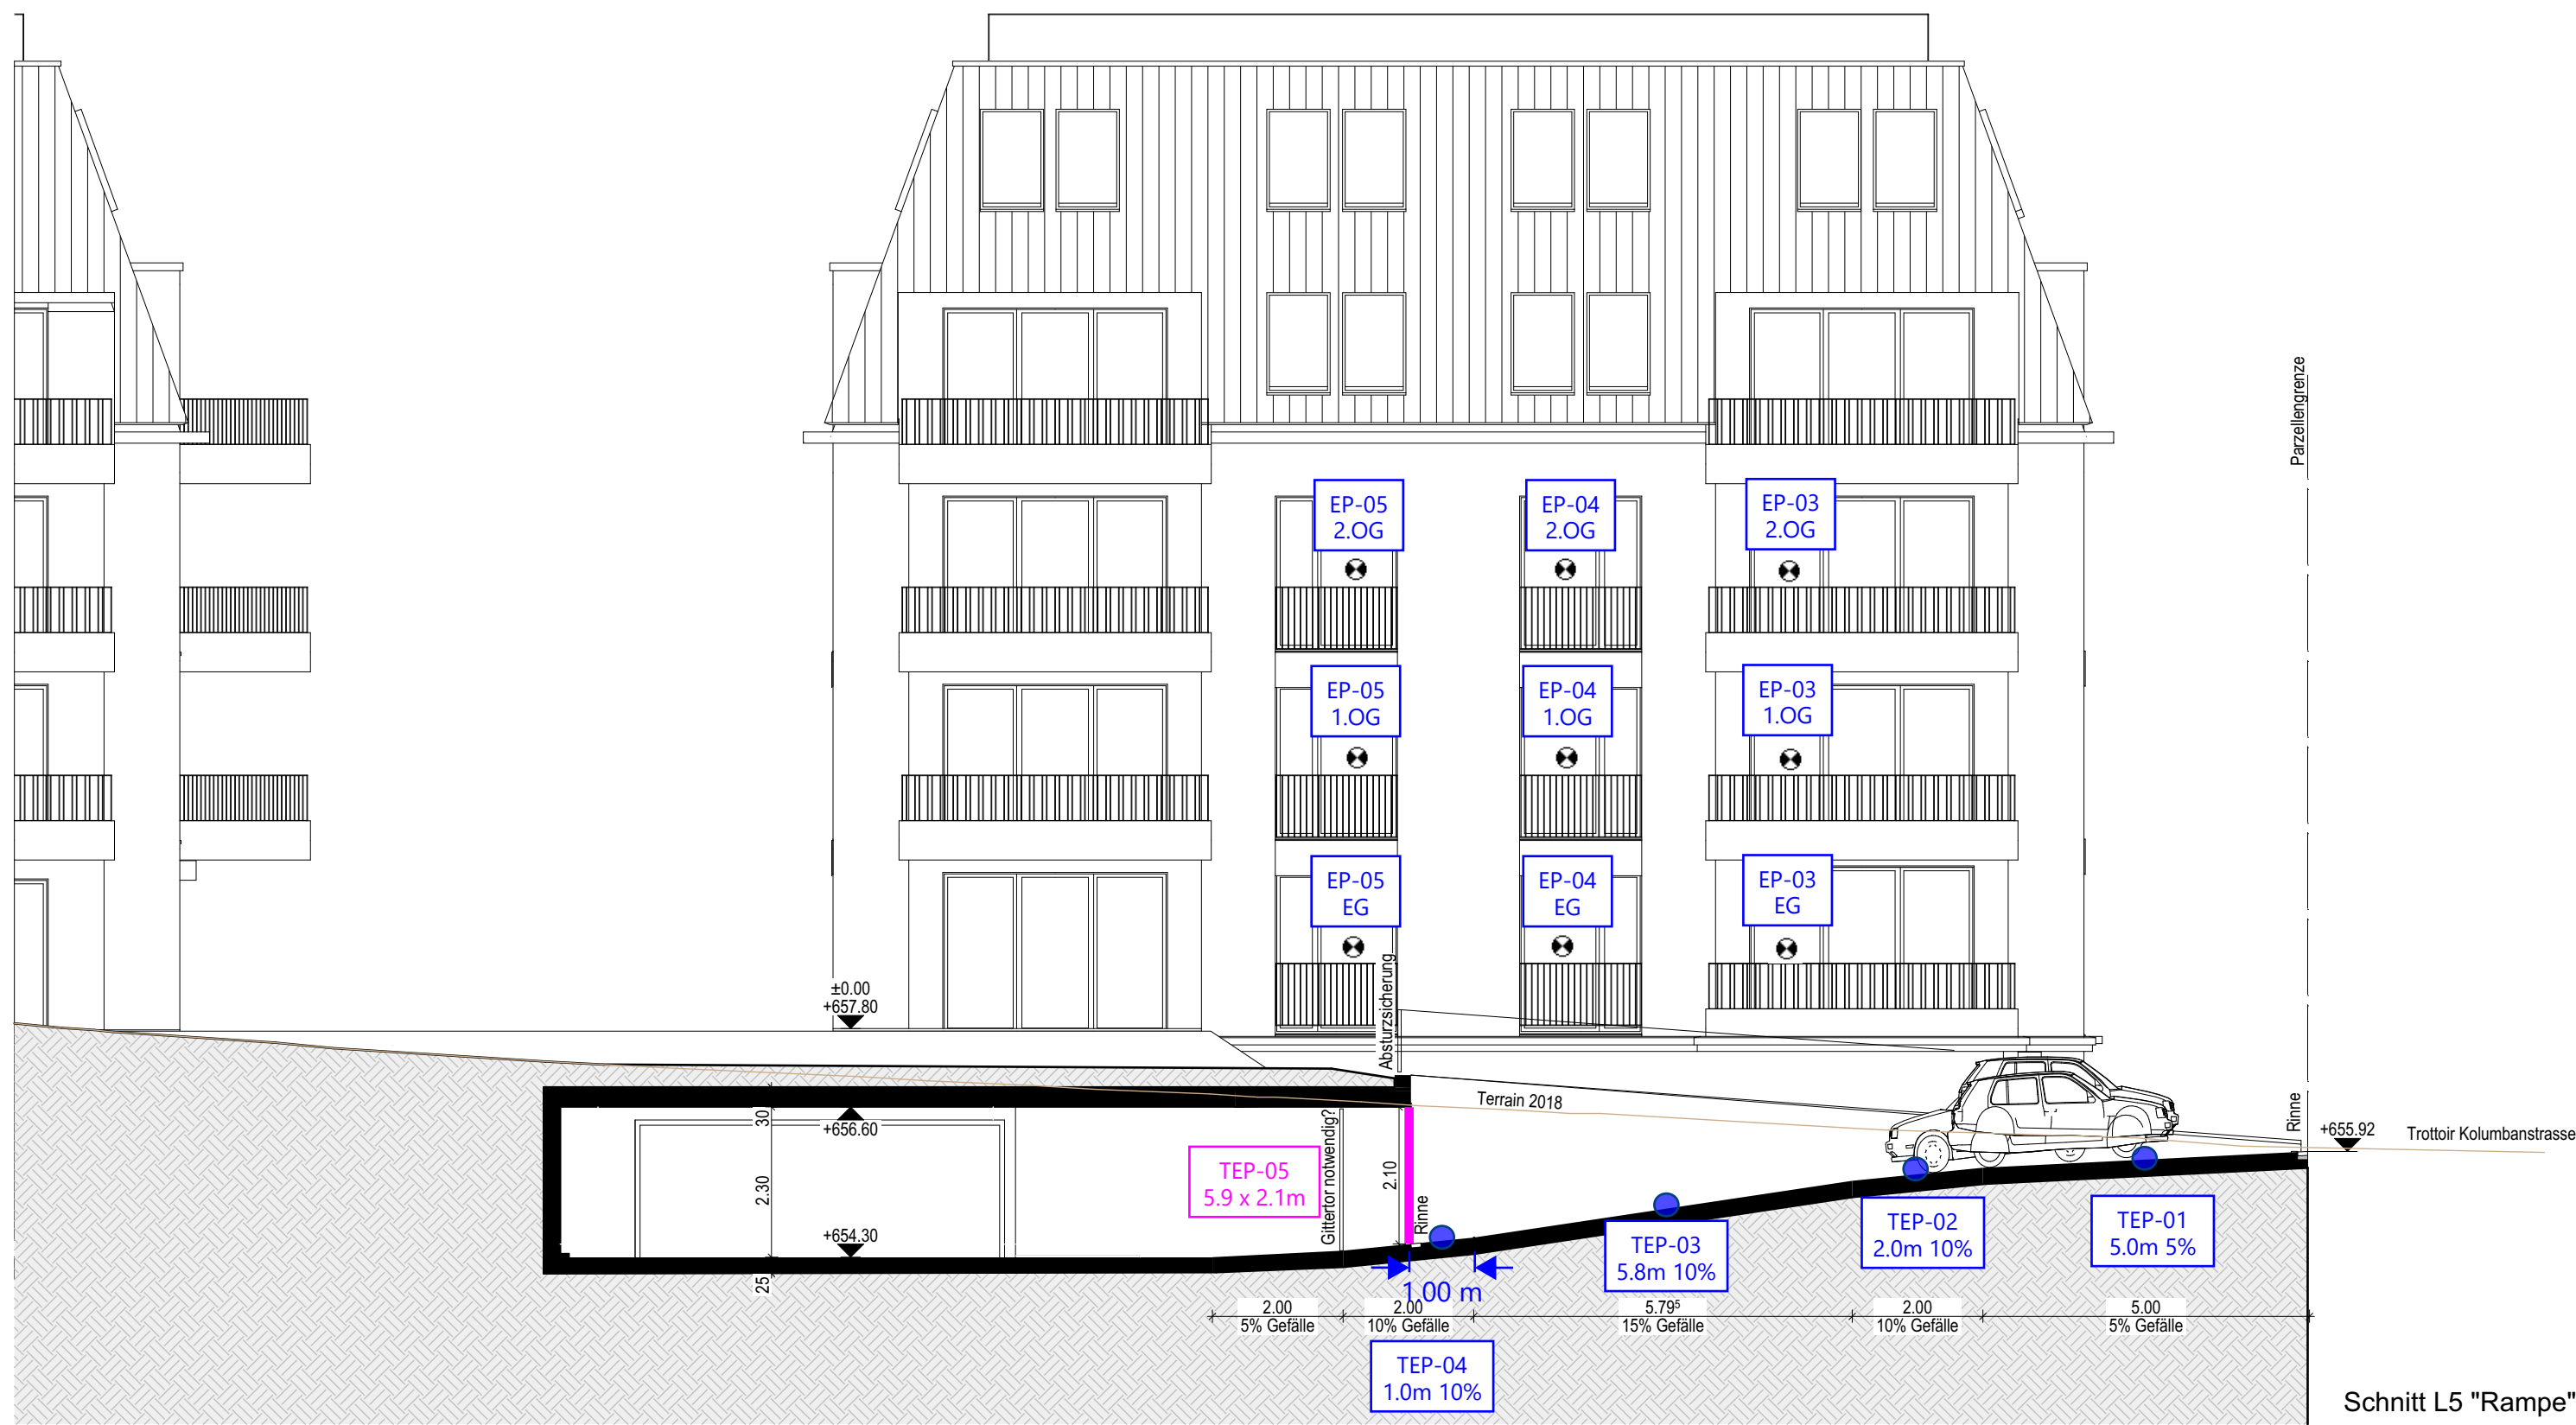 Parzellengrenze
EP-05
2.OG
EP-04
2.OG
EP-03
2.OG
EP-05
1.OG
EP-04
1.OG
EP-03
1.OG
EP-05
EG
EP-04
EG
EP-03
EG
±0.00
+657.80
Absturzsicherung
Terrain 2018
Rinne
+655.92
Trottoir Kolumbanstrasse
30
+656.60
2.30
+654.30
25
TEP-05
5.9 x 2.1m
Gittertor notwendig?
2.10
Rinne
TEP-03
5.8m 10%
TEP-02
2.0m 10%
TEP-01
5.0m 5%
1.00 m
2.00
5% Gefälle
2.00
10% Gefälle
5.79⁵
15% Gefälle
2.00
10% Gefälle
5.00
5% Gefälle
TEP-04
1.0m 10%
Schnitt L5 "Rampe"